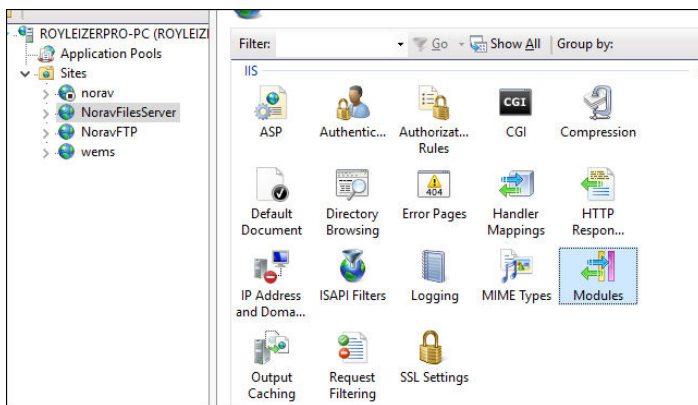 ROYLEIZERPRO-PC (ROYLEIZI
Application Pools
Sites
norav
NoravFilesServer
NoravFTP
wems
Filter:
Go
Show All
Group by:
IIS
ASP
Authentic...
Authorizat...
Rules
CGI
CGI
Compression
Default
Document
Directory
Browsing
404
Error Pages
Handler
Mappings
HTTP
Respon...
IP Address
and Doma...
ISAPI Filters
Logging
MIME Types
Modules
Output
Caching
Request
Filtering
SSL Settings